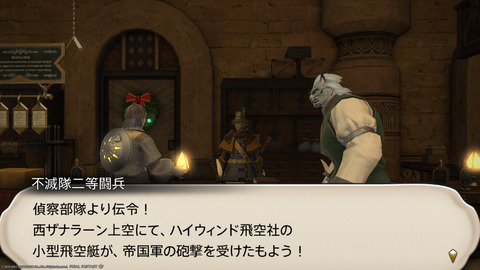 不滅隊二等闘兵
偵察部隊より伝令！
西ザナラーン上空にて、ハイウィンド飛空社の
小型飛空艇が、帝国軍の砲撃を受けたもよう！